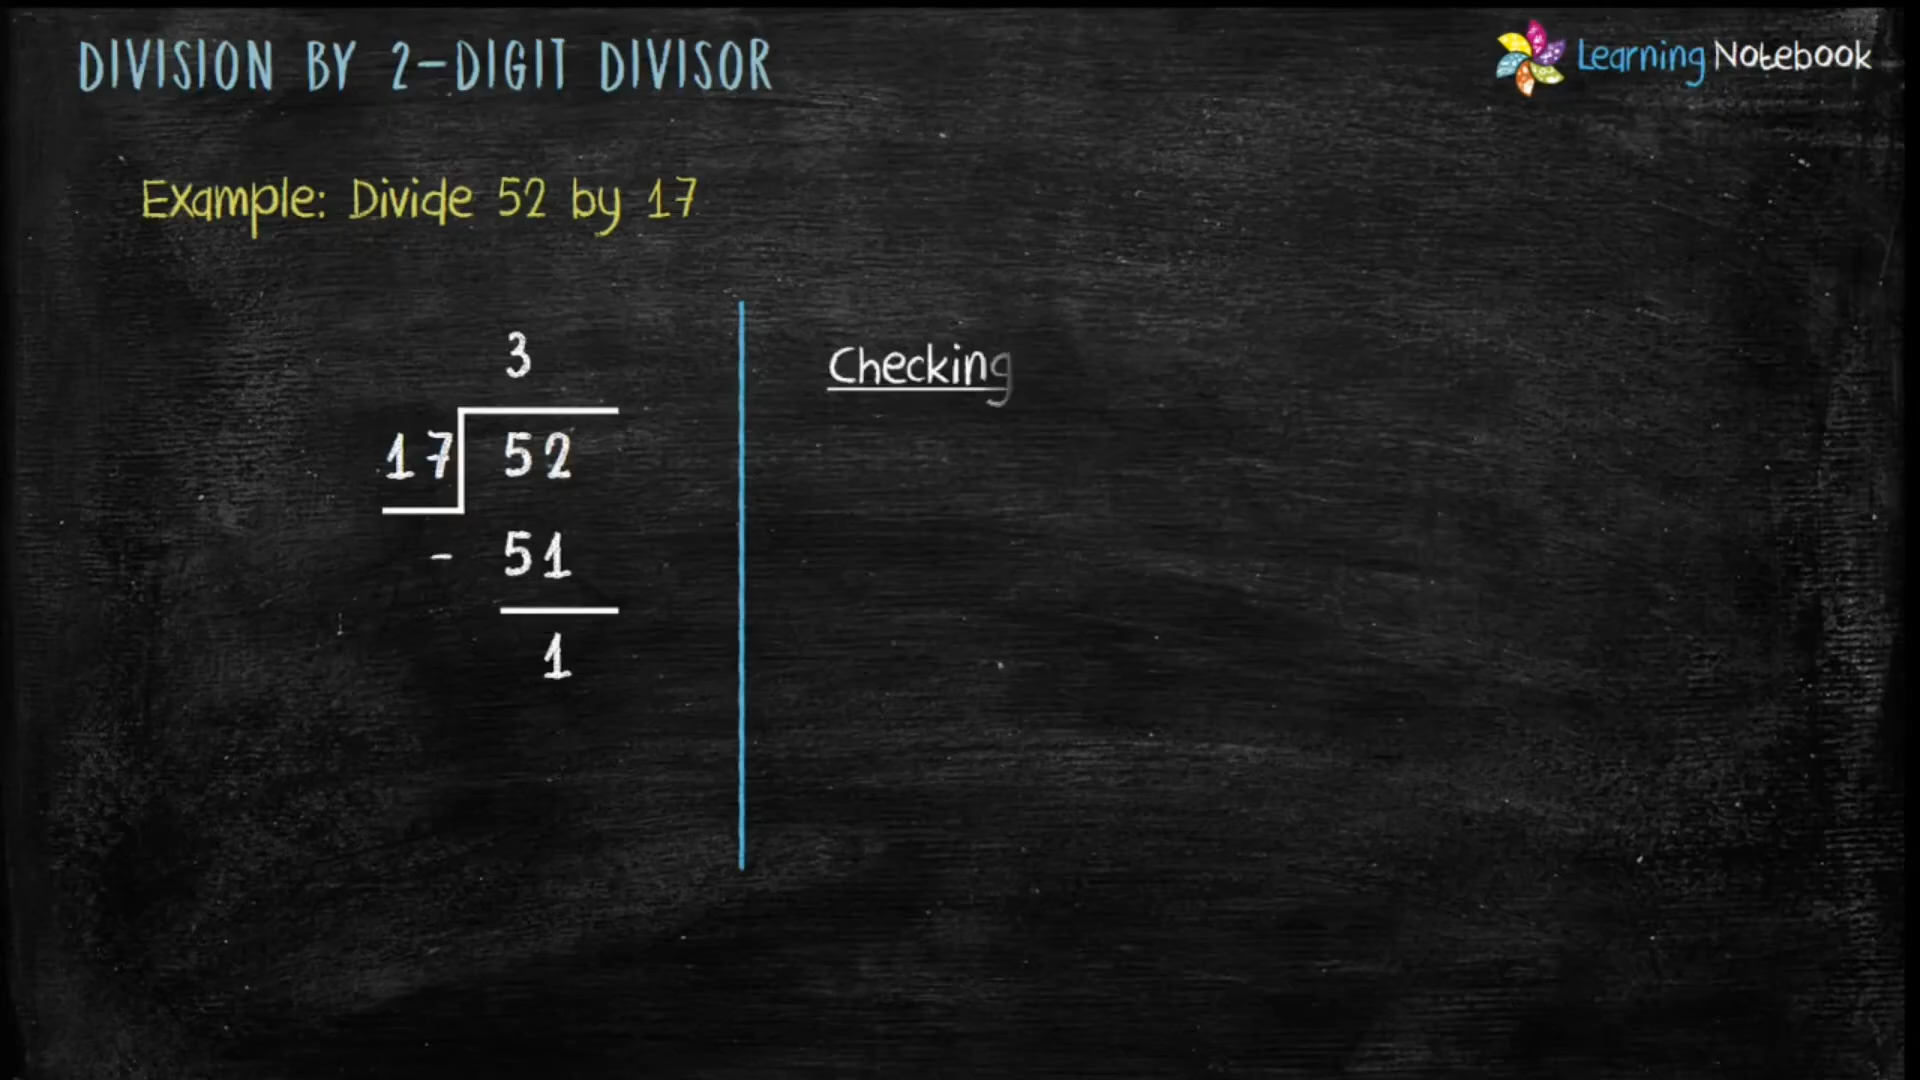 DIVISION BY 2-DIGIT DIVISOR
Learning Notebook
Example: Divide 52 by 17
3
17 52
- 51
1
Checking